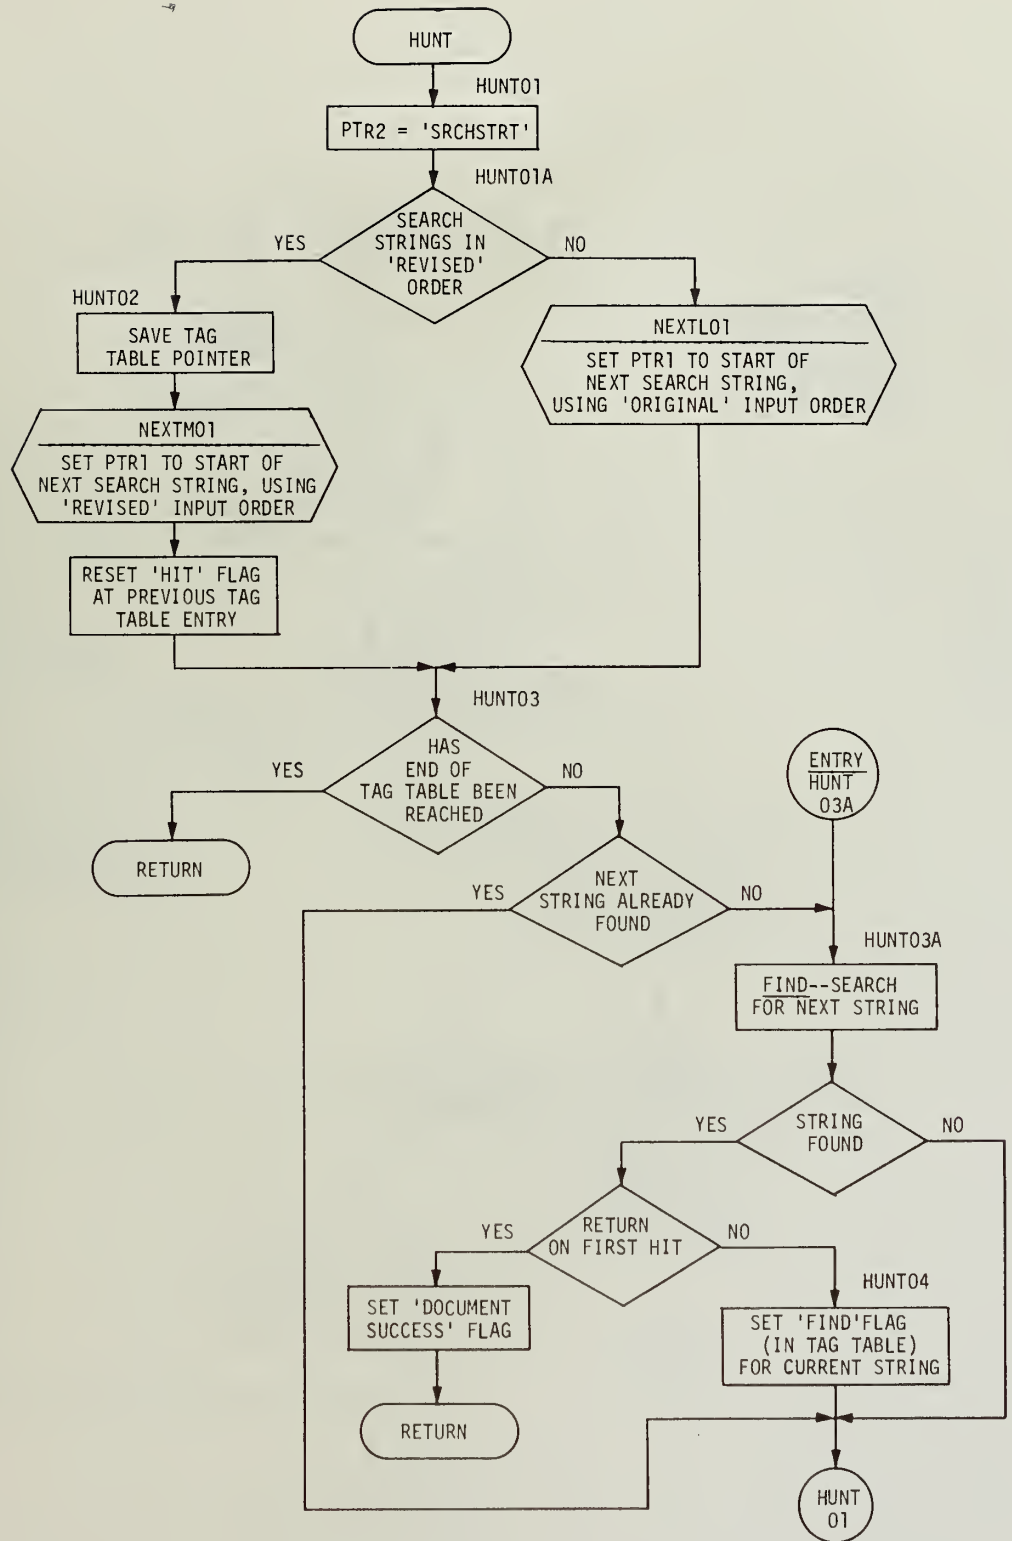 HUNT
HUNT01
PTR2 = 'SRCHSTRT'
HUNT01A
SEARCH
STRINGS IN
'REVISED'
ORDER
YES
NO
HUNT02
SAVE TAG
TABLE POINTER
NEXTL01
SET PTR1 TO START OF
NEXT SEARCH STRING,
USING 'ORIGINAL' INPUT ORDER
NEXTM01
SET PTR1 TO START OF
NEXT SEARCH STRING, USING
'REVISED' INPUT ORDER
RESET 'HIT' FLAG
AT PREVIOUS TAG
TABLE ENTRY
HUNT03
HAS
END OF
TAG TABLE BEEN
REACHED
YES
NO
RETURN
ENTRY
HUNT
03A
NEXT
STRING ALREADY
FOUND
YES
NO
HUNT03A
FIND--SEARCH
FOR NEXT STRING
STRING
FOUND
YES
NO
RETURN
ON FIRST HIT
YES
NO
SET 'DOCUMENT
SUCCESS' FLAG
HUNT04
SET 'FIND'FLAG
(IN TAG TABLE)
FOR CURRENT STRING
RETURN
HUNT
01